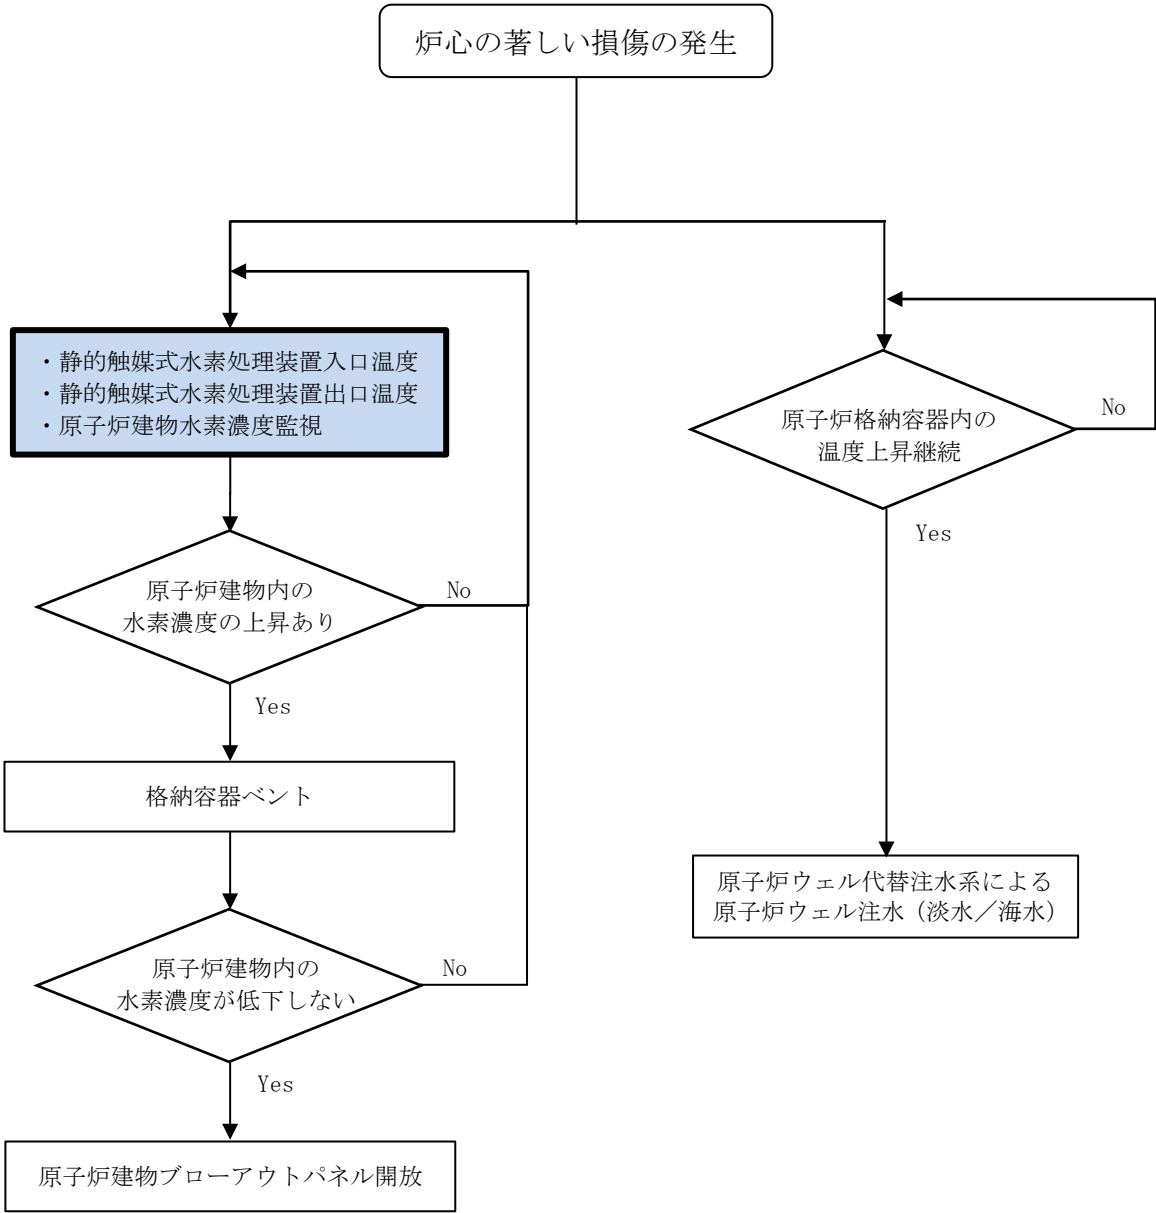 炉心の著しい損傷の発生
・静的触媒式水素処理装置入口温度
・静的触媒式水素処理装置出口温度
・原子炉建物水素濃度監視
原子炉建物内の
水素濃度の上昇あり
No
Yes
格納容器ベント
原子炉建物内の
水素濃度が低下しない
No
Yes
原子炉建物ブローアウトパネル開放
原子炉格納容器内の
温度上昇継続
No
Yes
原子炉ウェル代替注水系による
原子炉ウェル注水（淡水／海水）